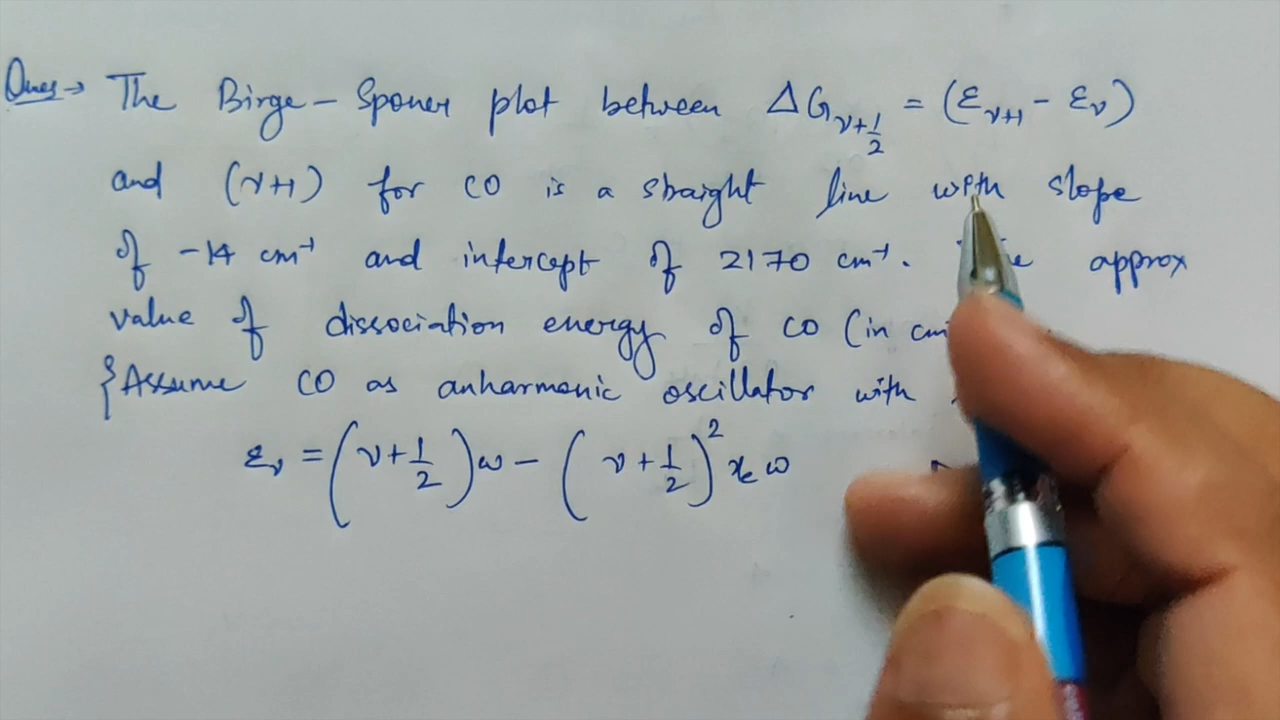 Ques→ The Birge-Sponer plot between ΔG_{v+1/2} = (ε_{v+1} - ε_v)
and (v+1) for CO is a straight line with slope
of -14 cm⁻¹ and intercept of 2170 cm⁻¹. approx
value of dissociation energy of CO (in
{Assume CO as anharmonic oscillator with
ε_v = (v+1/2)ω - (v+1/2)² x_e ω